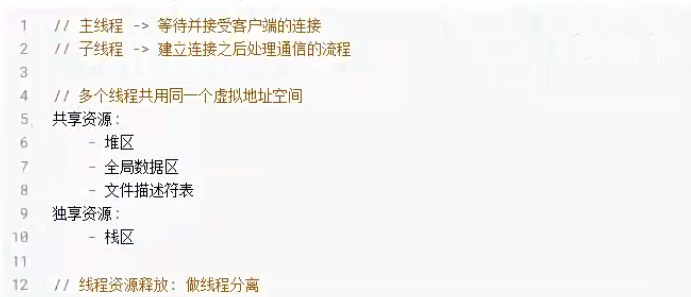 1 // 主线程 -> 等待并接受客户端的连接
2 // 子线程 -> 建立连接之后处理通信的流程
3
4 // 多个线程共用同一个虚拟地址空间
5 共享资源:
6 - 堆区
7 - 全局数据区
8 - 文件描述符表
9 独享资源:
10 - 栈区
11
12 // 线程资源释放: 做线程分离